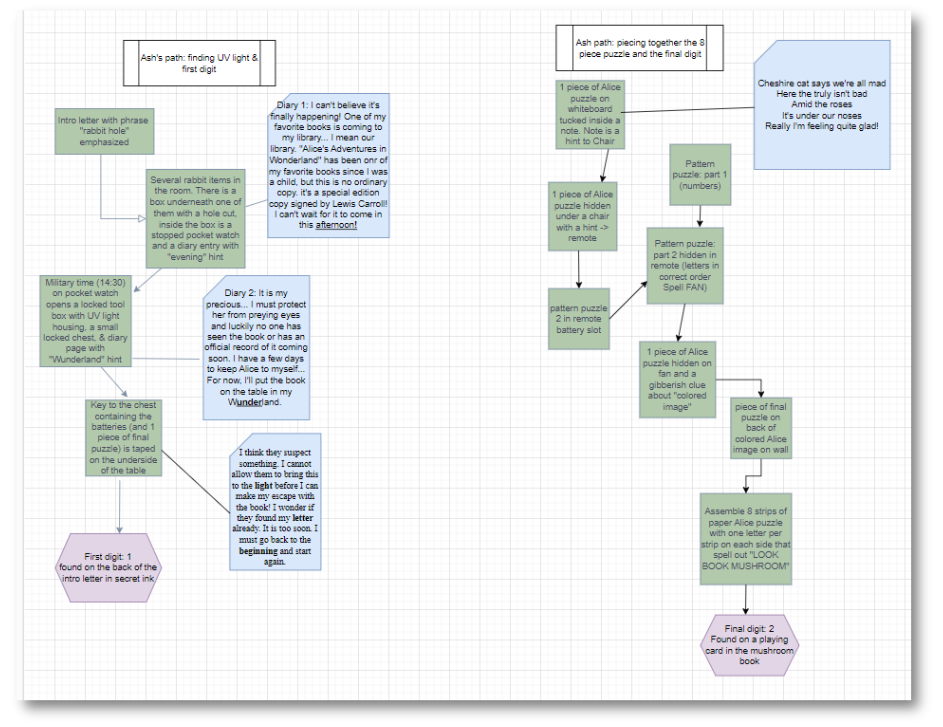 Ash's path: finding UV light &
first digit
Intro letter with phrase
"rabbit hole"
emphasized
Diary 1: I can't believe it's
finally happening! One of my
favorite books is coming to
my library... I mean our
library. "Alice's Adventures in
Wonderland" has been onr of
my favorite books since I was
a child, but this is no ordinary
copy. it's a special edition
copy signed by Lewis Carroll!
I can't wait for it to come in
this afternoon!
Several rabbit items in
the room. There is a
box underneath one of
them with a hole cut,
inside the box is a
stopped pocket watch
and a diary entry with
"evening" hint
Military time (14:30)
on pocket watch
opens a locked tool
box with UV light
housing, a small
locked chest, & diary
page with
"Wunderland" hint
Diary 2: It is my
precious... I must protect
her from preying eyes
and luckily no one has
seen the book or has an
official record of it coming
soon. I have a few days
to keep Alice to myself...
For now, I'll put the book
on the table in my
Wunderland.
Key to the chest
containing the
batteries (and 1
piece of final
puzzle) is taped
on the underside
of the table
I think they suspect
something. I cannot
allow them to bring this
to the light before I can
make my escape with
the book! I wonder if
they found my letter
already. It is too soon. I
must go back to the
beginning and start
again.
First digit: 1
found on the back of the
intro letter in secret ink
Ash path: piecing together the 8
piece puzzle and the final digit
1 piece of Alice
puzzle on
whiteboard
tucked inside a
note. Note is a
hint to Chair
Cheshire cat says we're all mad
Here the truly isn't bad
Amid the roses
It's under our noses
Really I'm feeling quite glad!
Pattern
puzzle: part 1
(numbers)
1 piece of Alice
puzzle hidden
under a chair
with a hint ->
remote
Pattern puzzle:
part 2 hidden in
remote (letters in
correct order
Spell FAN)
pattern puzzle
2 in remote
battery slot
1 piece of Alice
puzzle hidden on
fan and a
gibberish clue
about "colored
image"
piece of final
puzzle on
back of
colored Alice
image on wall
Assemble 8 strips of
paper Alice puzzle
with one letter per
strip on each side that
spell out "LOOK
BOOK MUSHROOM"
Final digit: 2
Found on a playing
card in the mushroom
book